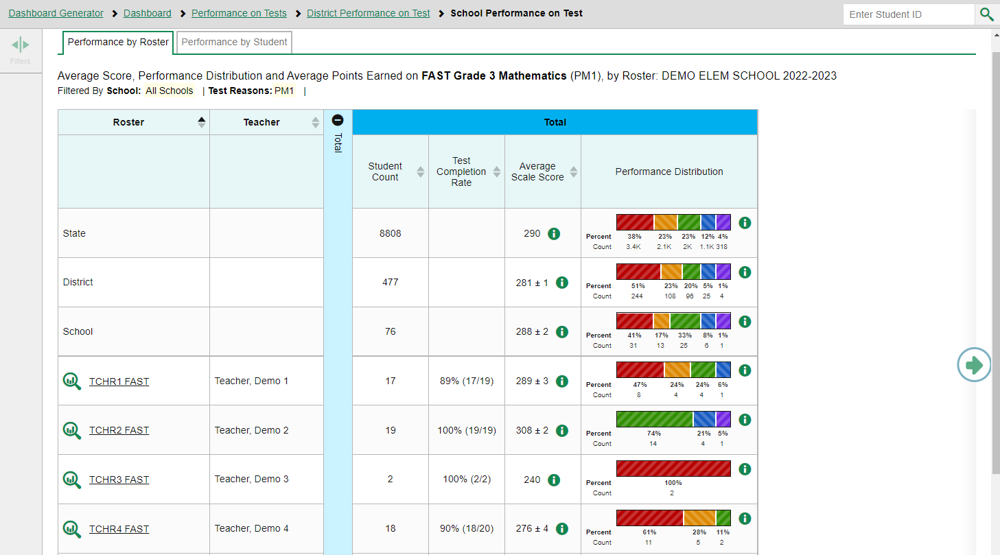 Dashboard Generator Dashboard Performance on Tests District Performance on Test School Performance on Test Enter Student ID
Filters
Performance by Roster Performance by Student
Average Score, Performance Distribution and Average Points Earned on FAST Grade 3 Mathematics (PM1), by Roster: DEMO ELEM SCHOOL 2022-2023
Filtered By School: All Schools | Test Reasons: PM1 |
Roster Teacher Total Total
Student Count Test Completion Rate Average Scale Score Performance Distribution
State 8808 290
Percent 38% 23% 23% 12% 4%
Count 3.4K 2.1K 2K 1.1K 318
District 477 281 ± 1
Percent 51% 23% 20% 5% 1%
Count 244 108 96 25 4
School 76 288 ± 2
Percent 41% 17% 33% 8% 1%
Count 31 13 25 6 1
TCHR1 FAST Teacher, Demo 1 17 89% (17/19) 289 ± 3
Percent 47% 24% 24% 6%
Count 8 4 4 1
TCHR2 FAST Teacher, Demo 2 19 100% (19/19) 308 ± 2
Percent 74% 21% 5%
Count 14 4 1
TCHR3 FAST Teacher, Demo 3 2 100% (2/2) 240
Percent 100%
Count 2
TCHR4 FAST Teacher, Demo 4 18 90% (18/20) 276 ± 4
Percent 61% 28% 11%
Count 11 5 2